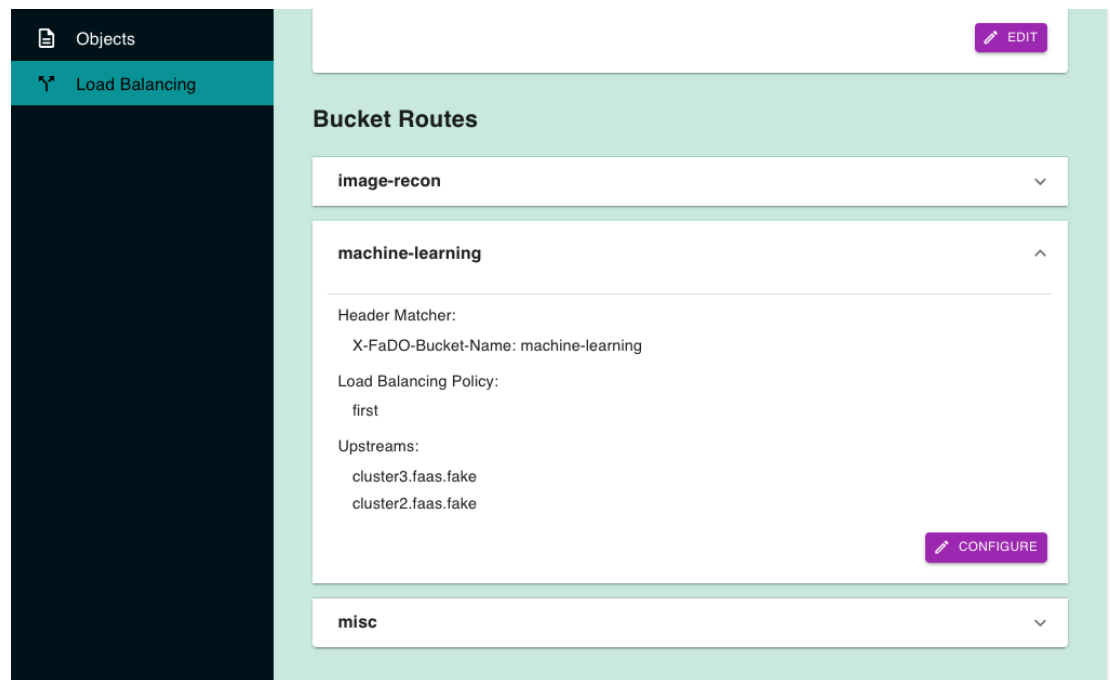 Objects
Load Balancing
EDIT
Bucket Routes
image-recon
machine-learning
Header Matcher:
X-FaDO-Bucket-Name: machine-learning
Load Balancing Policy:
first
Upstreams:
cluster3.faas.fake
cluster2.faas.fake
CONFIGURE
misc